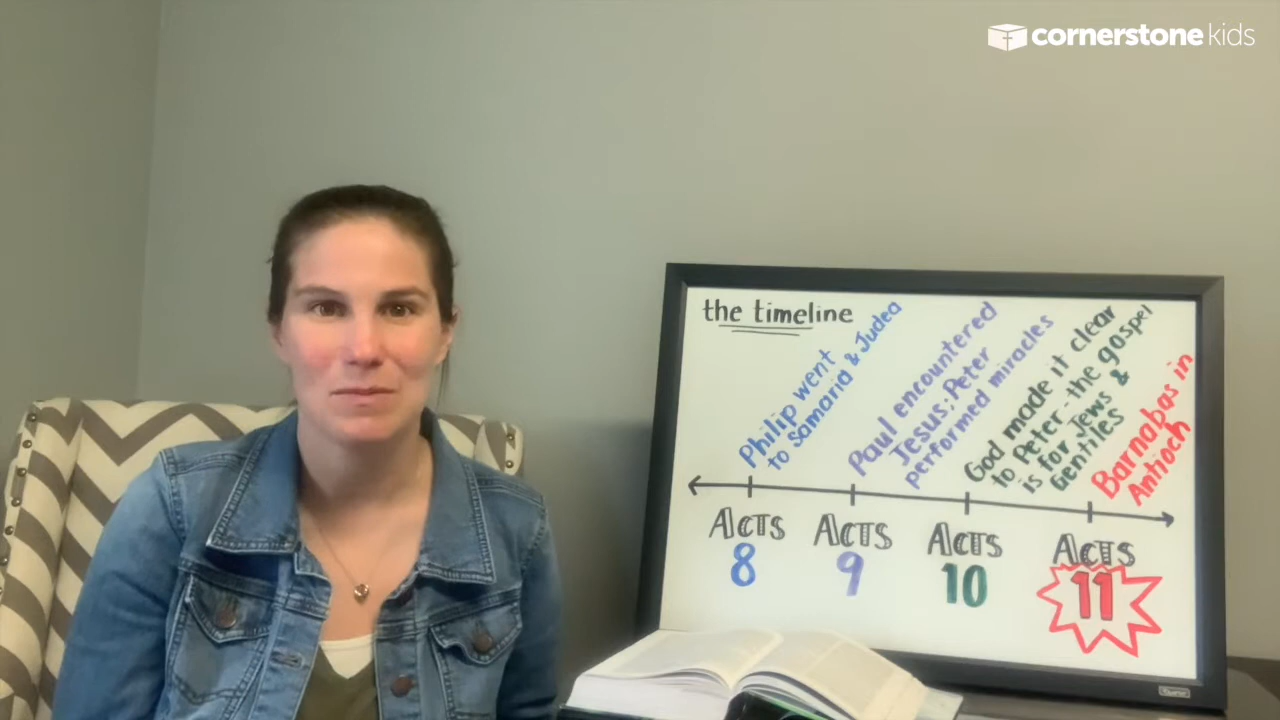 cornerstone kids
the timeline
Philip went
to Samaria & Judea
Paul encountered
Jesus; Peter
performed miracles
God made it clear
to Peter - the gospel
is for Jews &
Gentiles
Barnabas in
Antioch
Acts
8
Acts
9
Acts
10
Acts
11